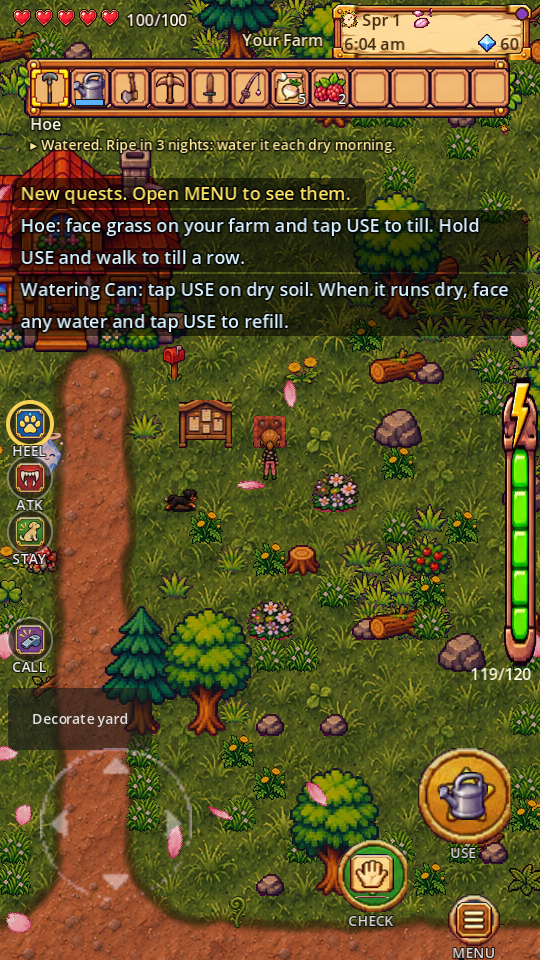 100/100
Your Farm
Spr 1
6:04 am
60
5
2
Hoe
▸ Watered. Ripe in 3 nights: water it each dry morning.
New quests. Open MENU to see them.
Hoe: face grass on your farm and tap USE to till. Hold
USE and walk to till a row.
Watering Can: tap USE on dry soil. When it runs dry, face
any water and tap USE to refill.
HEEL
ATK
STAY
CALL
119/120
Decorate yard
USE
CHECK
MENU